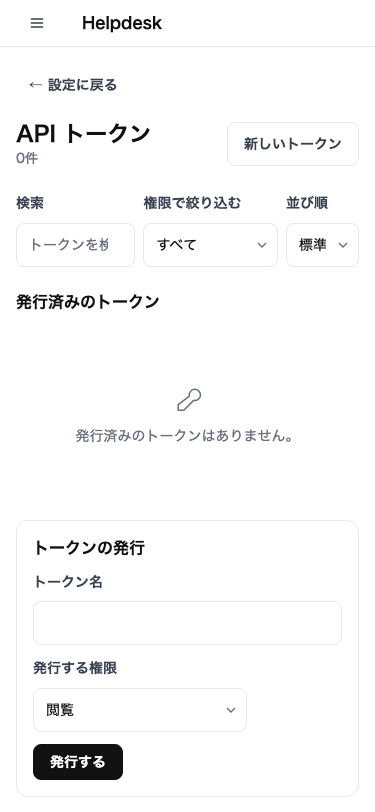 Helpdesk
← 設定に戻る
API トークン
0件
新しいトークン
検索
権限で絞り込む
並び順
トークンを検
すべて
標準
発行済みのトークン
発行済みのトークンはありません。
トークンの発行
トークン名
発行する権限
閲覧
発行する